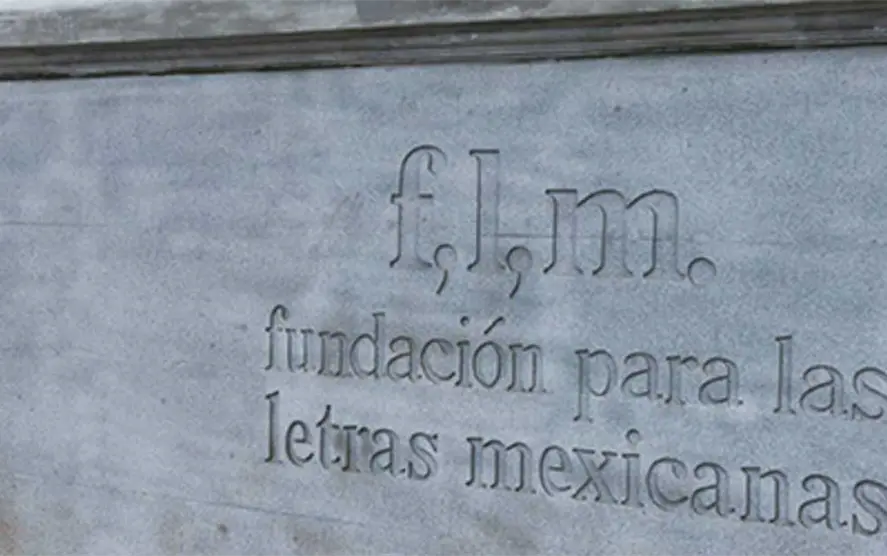 f,l,m.
fundación para las
letras mexicanas